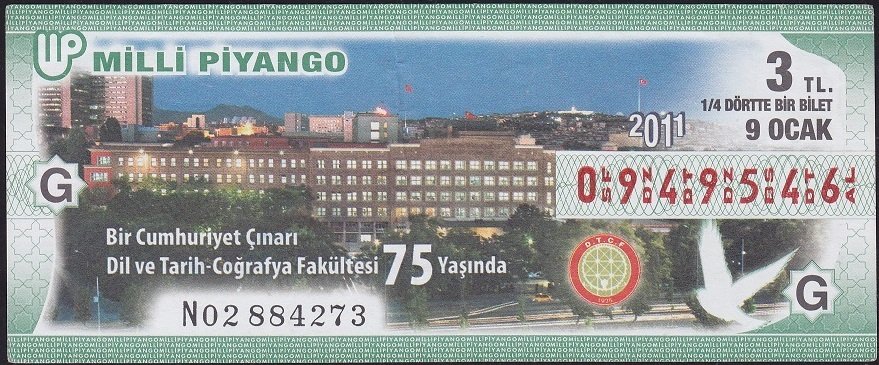 MİLLİ PİYANGO
3 TL.
1/4 DÖRTTE BİR BİLET
2011
9 OCAK
G
0 9 4 9 5 4 6
Bir Cumhuriyet Çınarı
Dil ve Tarih-Coğrafya Fakültesi 75 Yaşında
D.T.C.F
G
N02 884273